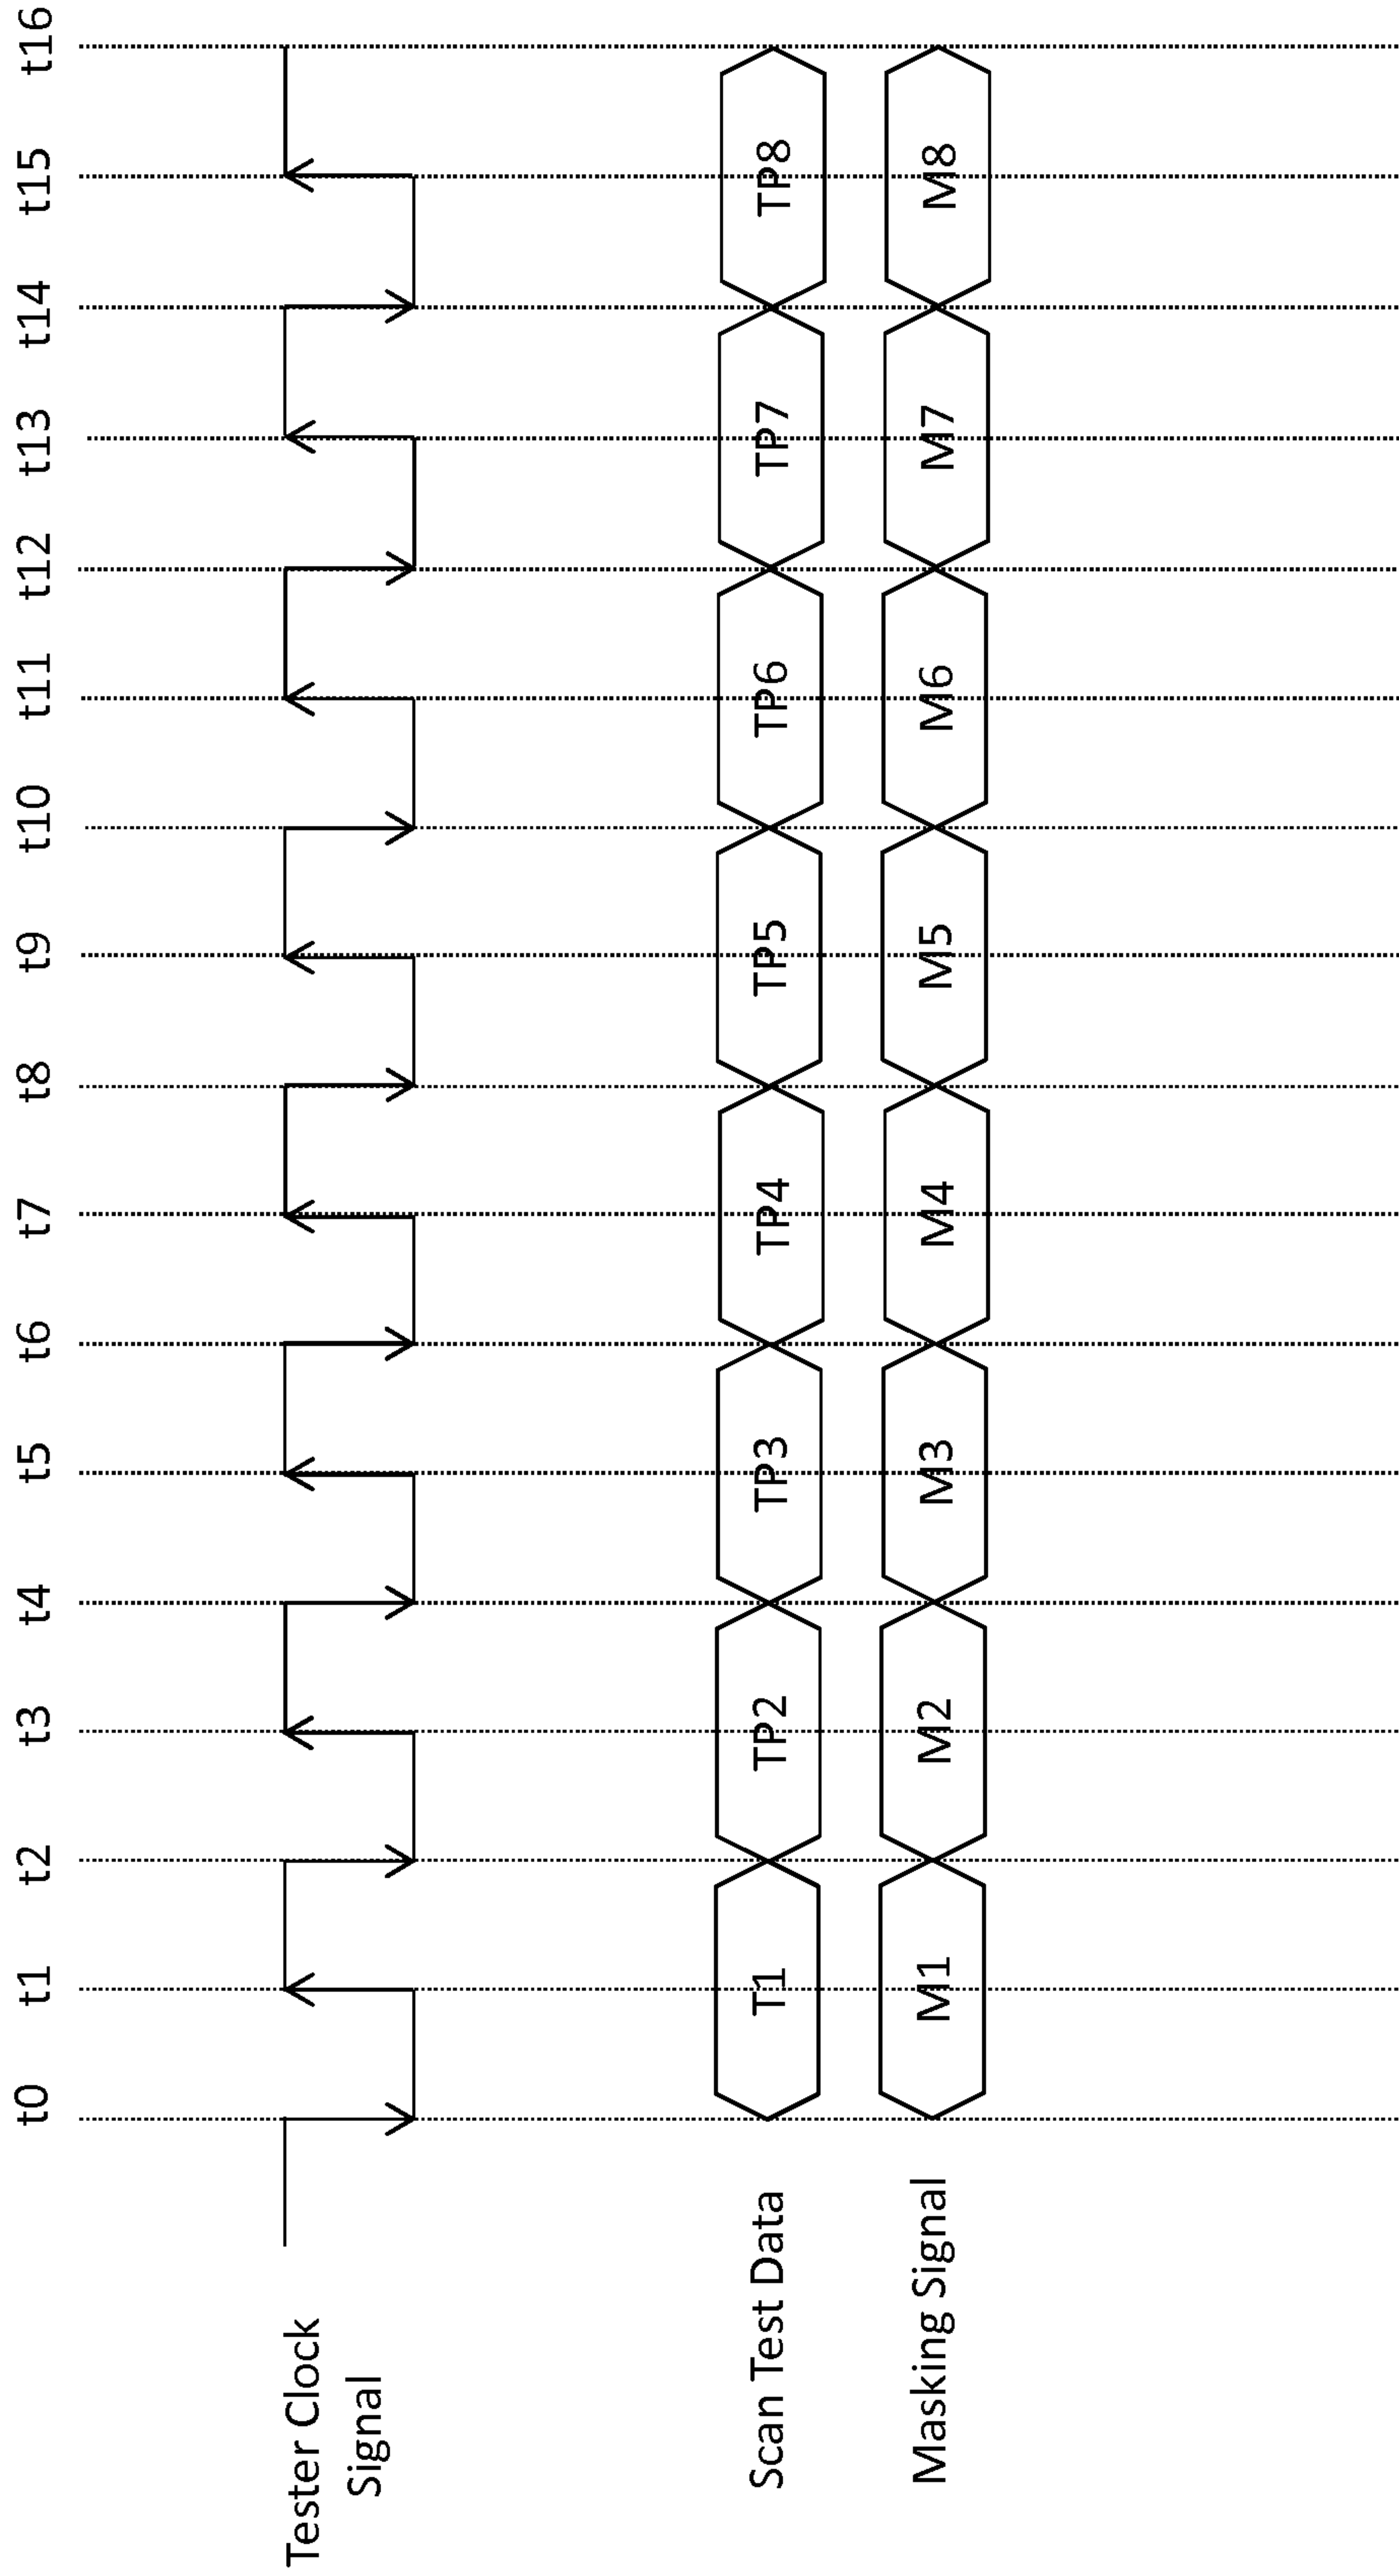 t0 t1 t2 t3 t4 t5 t6 t7 t8 t9 t10 t11 t12 t13 t14 t15 t16
Tester Clock
Signal
Scan Test Data T1 TP2 TP3 TP4 TP5 TP6 TP7 TP8
Masking Signal M1 M2 M3 M4 M5 M6 M7 M8